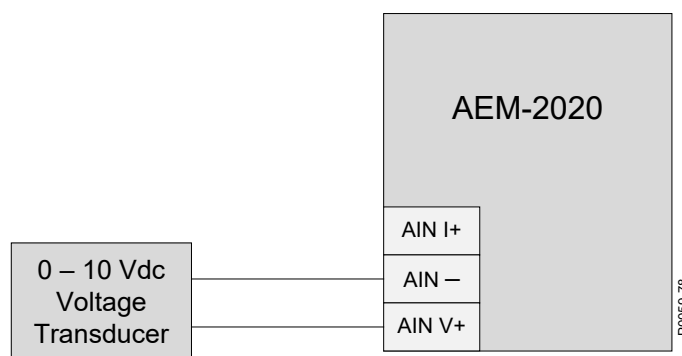 AEM-2020
AIN I+
0 – 10 Vdc
Voltage
Transducer
AIN –
AIN V+